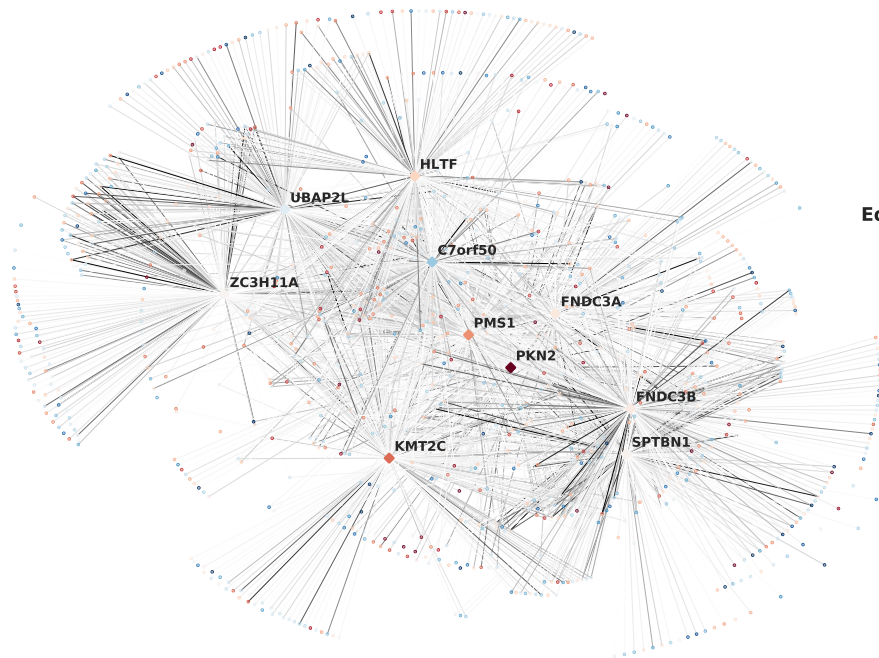 HLTF
UBAP2L
C7orf50
ZC3H11A
FNDC3A
PMS1
PKN2
FNDC3B
SPTBN1
KMT2C